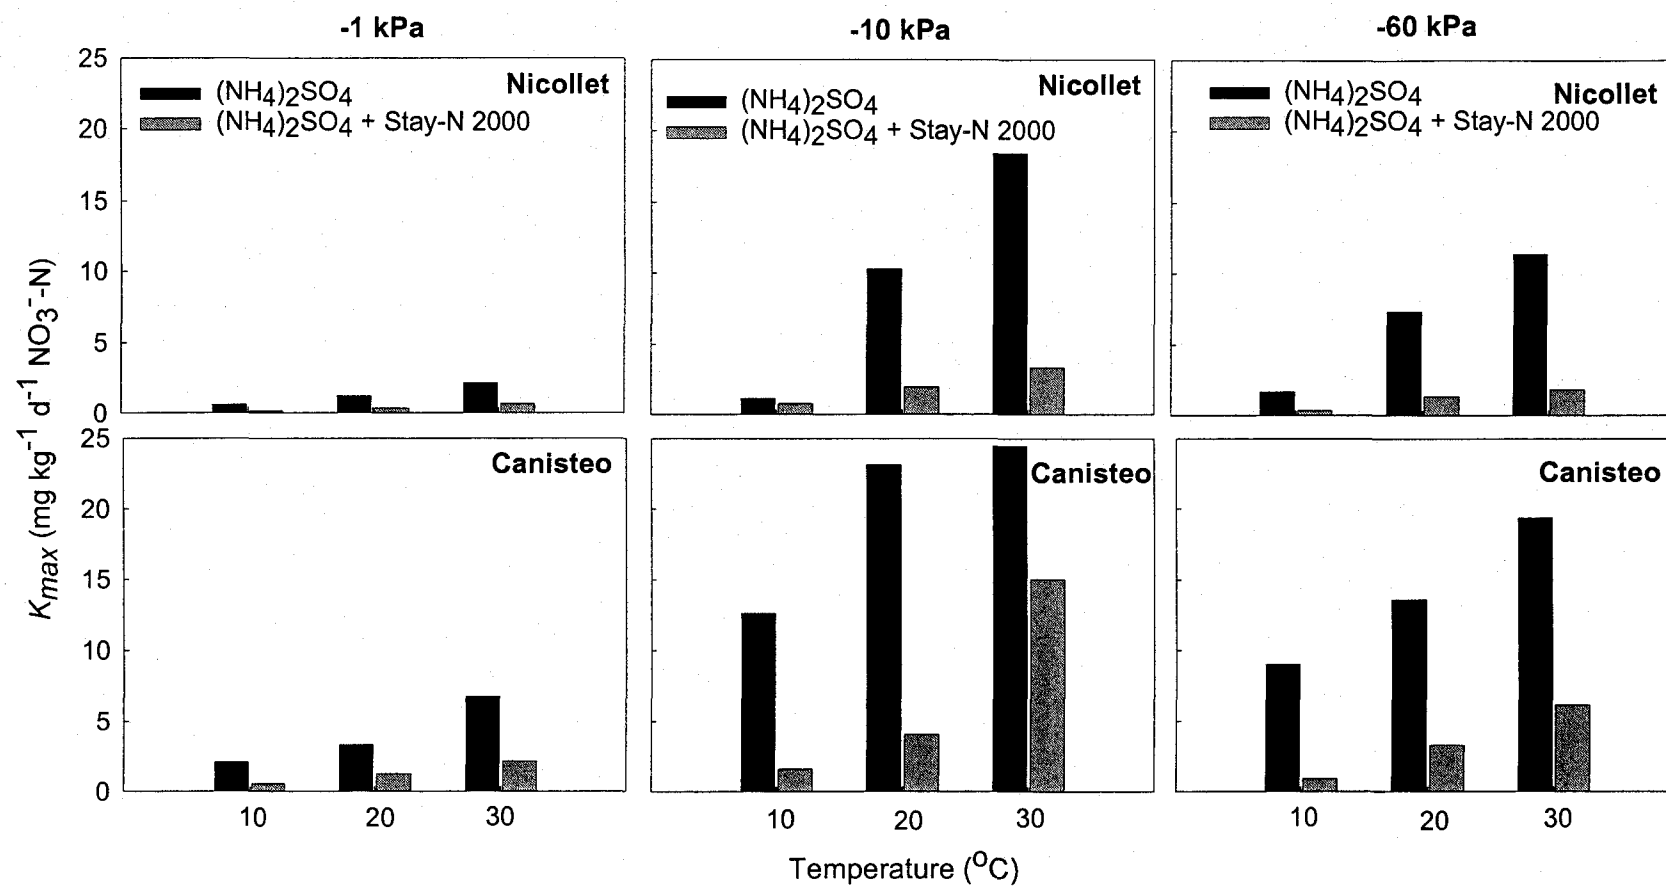 -1 kPa
-10 kPa
-60 kPa
25
20
15
10
5
0
Nicollet
(NH4)2SO4
(NH4)2SO4 + Stay-N 2000
Nicollet
(NH4)2SO4
(NH4)2SO4 + Stay-N 2000
Nicollet
(NH4)2SO4
(NH4)2SO4 + Stay-N 2000
Kmax (mg kg-1 d-1 NO3--N)
25
20
15
10
5
0
Canisteo
Canisteo
Canisteo
10 20 30
10 20 30
10 20 30
Temperature (oC)